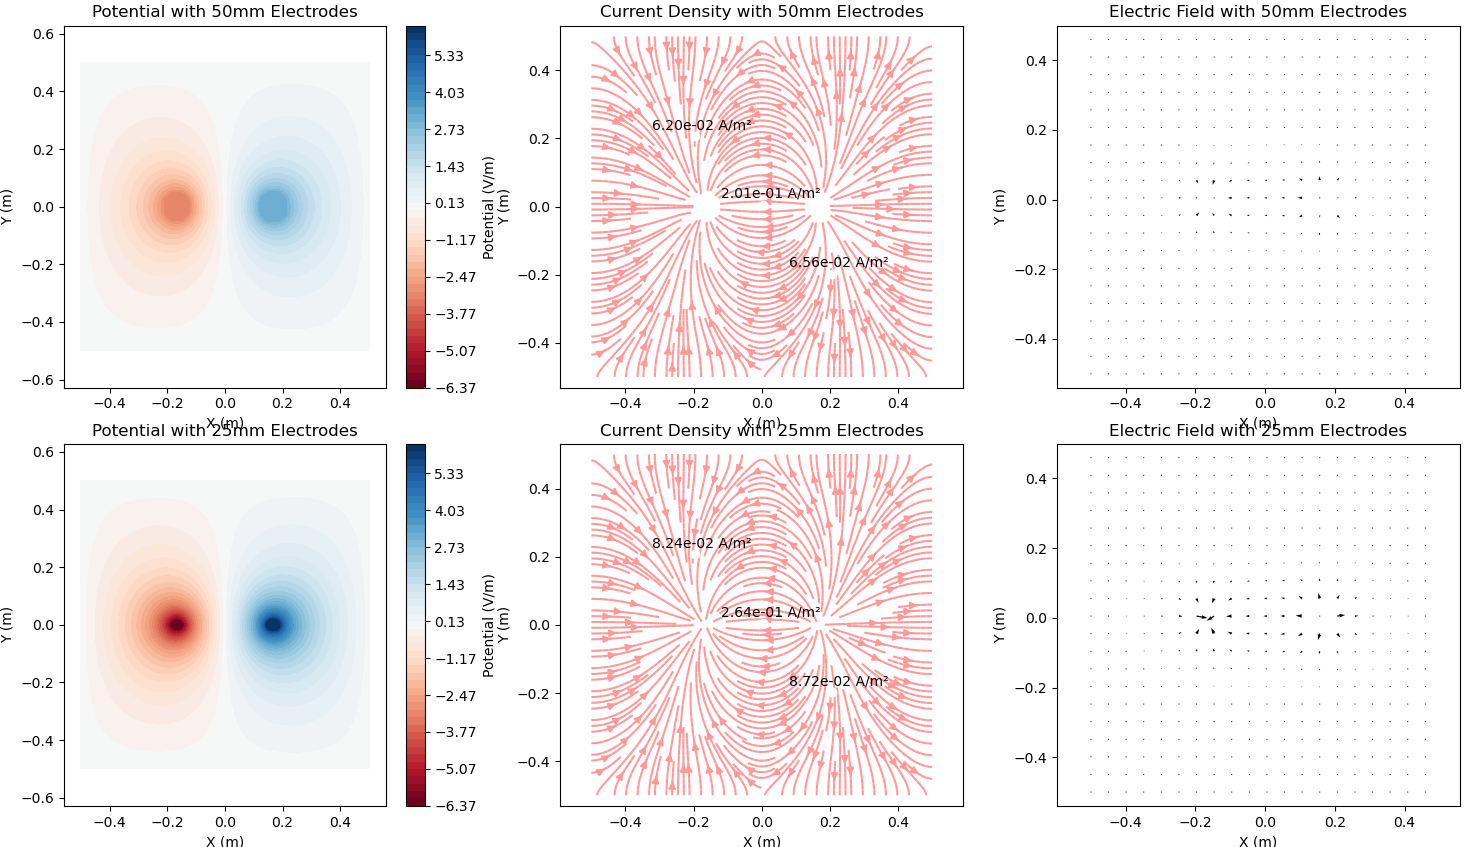 Potential with 50mm Electrodes
Current Density with 50mm Electrodes
Electric Field with 50mm Electrodes
0.6
0.4
0.2
0.0
−0.2
−0.4
−0.6
Y (m)
−0.4 −0.2 0.0 0.2 0.4
X (m)
5.33
4.03
2.73
1.43
0.13
−1.17
−2.47
−3.77
−5.07
−6.37
Potential (V/m)
0.4
0.2
0.0
−0.2
−0.4
Y (m)
6.20e-02 A/m²
2.01e-01 A/m²
6.56e-02 A/m²
−0.4 −0.2 0.0 0.2 0.4
X (m)
0.4
0.2
0.0
−0.2
−0.4
Y (m)
−0.4 −0.2 0.0 0.2 0.4
X (m)
Potential with 25mm Electrodes
Current Density with 25mm Electrodes
Electric Field with 25mm Electrodes
0.6
0.4
0.2
0.0
−0.2
−0.4
−0.6
Y (m)
−0.4 −0.2 0.0 0.2 0.4
X (m)
5.33
4.03
2.73
1.43
0.13
−1.17
−2.47
−3.77
−5.07
−6.37
Potential (V/m)
0.4
0.2
0.0
−0.2
−0.4
Y (m)
8.24e-02 A/m²
2.64e-01 A/m²
8.72e-02 A/m²
−0.4 −0.2 0.0 0.2 0.4
X (m)
0.4
0.2
0.0
−0.2
−0.4
Y (m)
−0.4 −0.2 0.0 0.2 0.4
X (m)